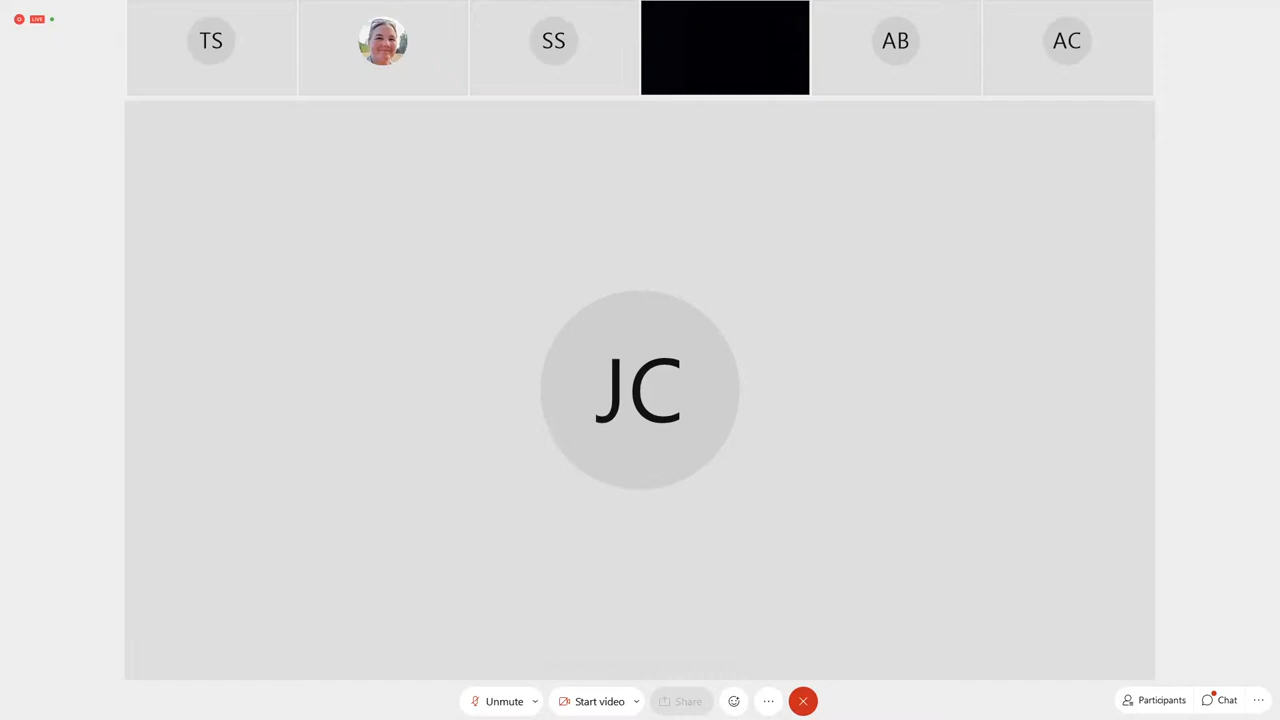 LIVE
TS
SS
AB
AC
JC
Unmute
Start video
Share
Participants
Chat